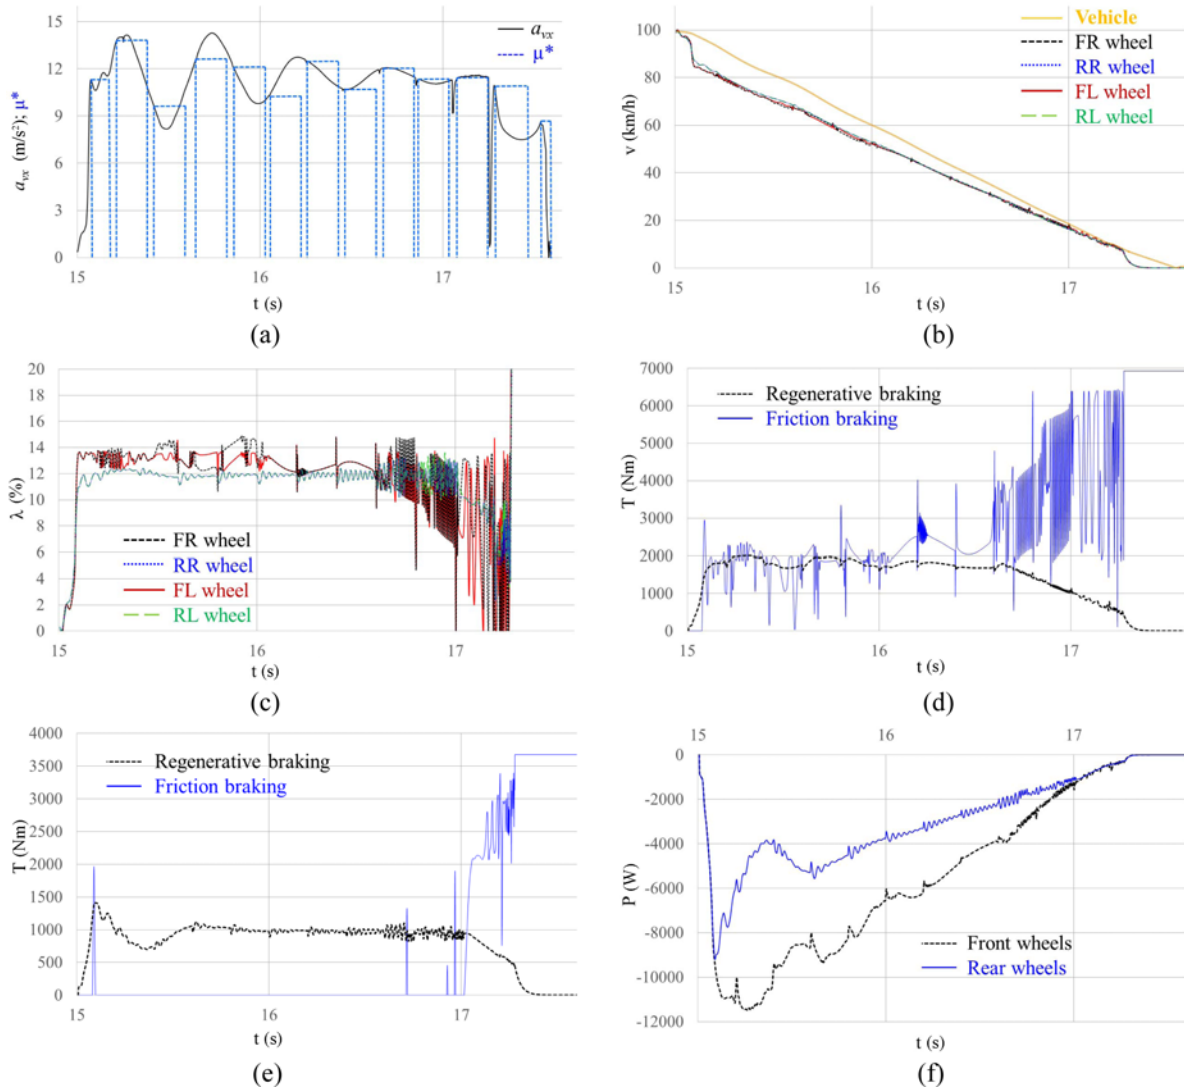 15
12
9
6
3
0
a_vx (m/s²); μ*
a_vx
μ*
15 16 17
t (s)
(a)
100
80
60
40
20
0
v (km/h)
Vehicle
FR wheel
RR wheel
FL wheel
RL wheel
15 16 17
t (s)
(b)
20
18
16
14
12
10
8
6
4
2
0
λ (%)
FR wheel
RR wheel
FL wheel
RL wheel
15 16 17
t (s)
(c)
7000
6000
5000
4000
3000
2000
1000
0
T (Nm)
Regenerative braking
Friction braking
15 16 17
t (s)
(d)
4000
3500
3000
2500
2000
1500
1000
500
0
T (Nm)
Regenerative braking
Friction braking
15 16 17
t (s)
(e)
15 16 17
0
-2000
-4000
-6000
-8000
-10000
-12000
P (W)
Front wheels
Rear wheels
t (s)
(f)